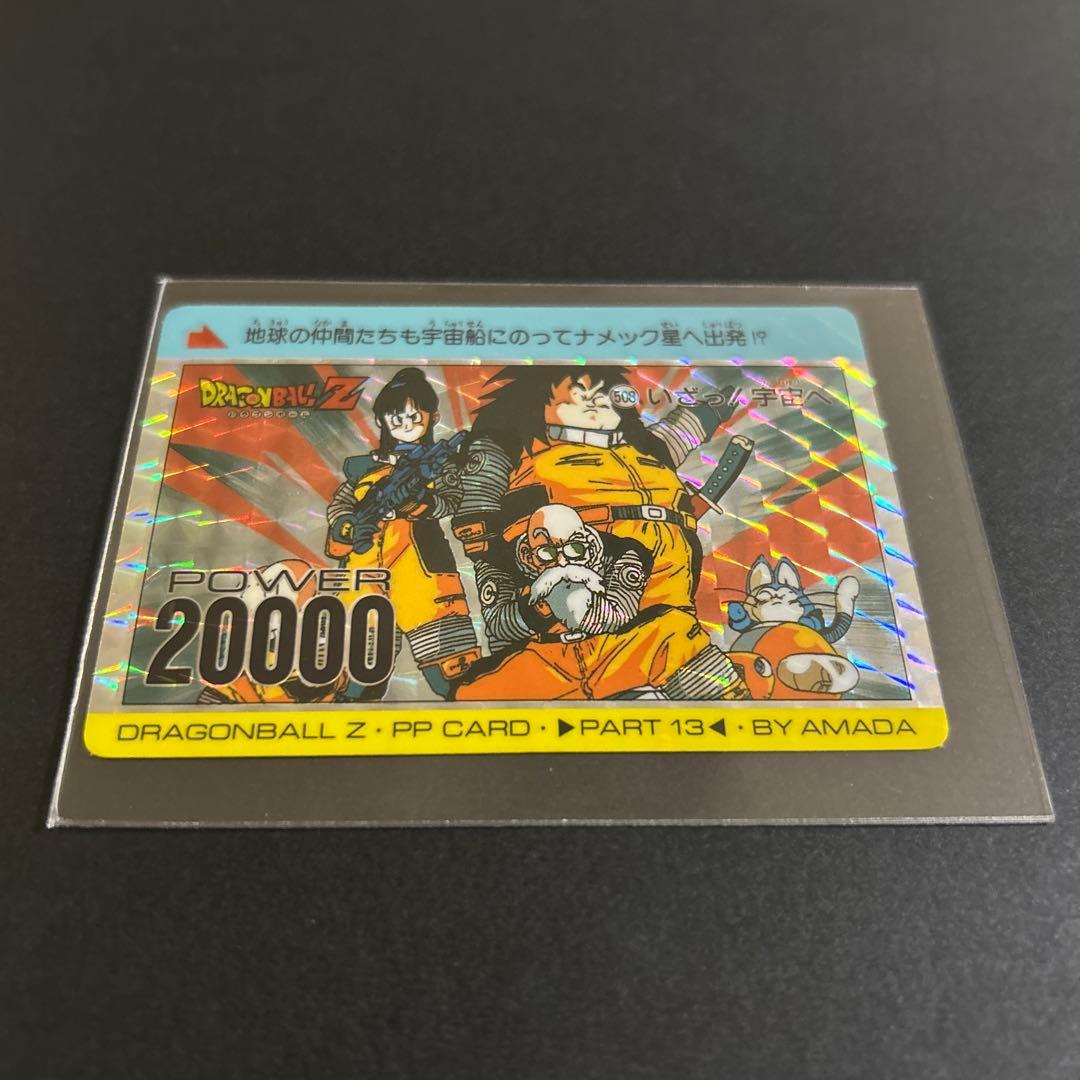 地球の仲間たちも宇宙船にのってナメック星へ出発!?
DRAGONBALL Z
508 いざっ!! 宇宙へ
POWER
20000
DRAGONBALL Z・PP CARD・▶PART 13◀・BY AMADA